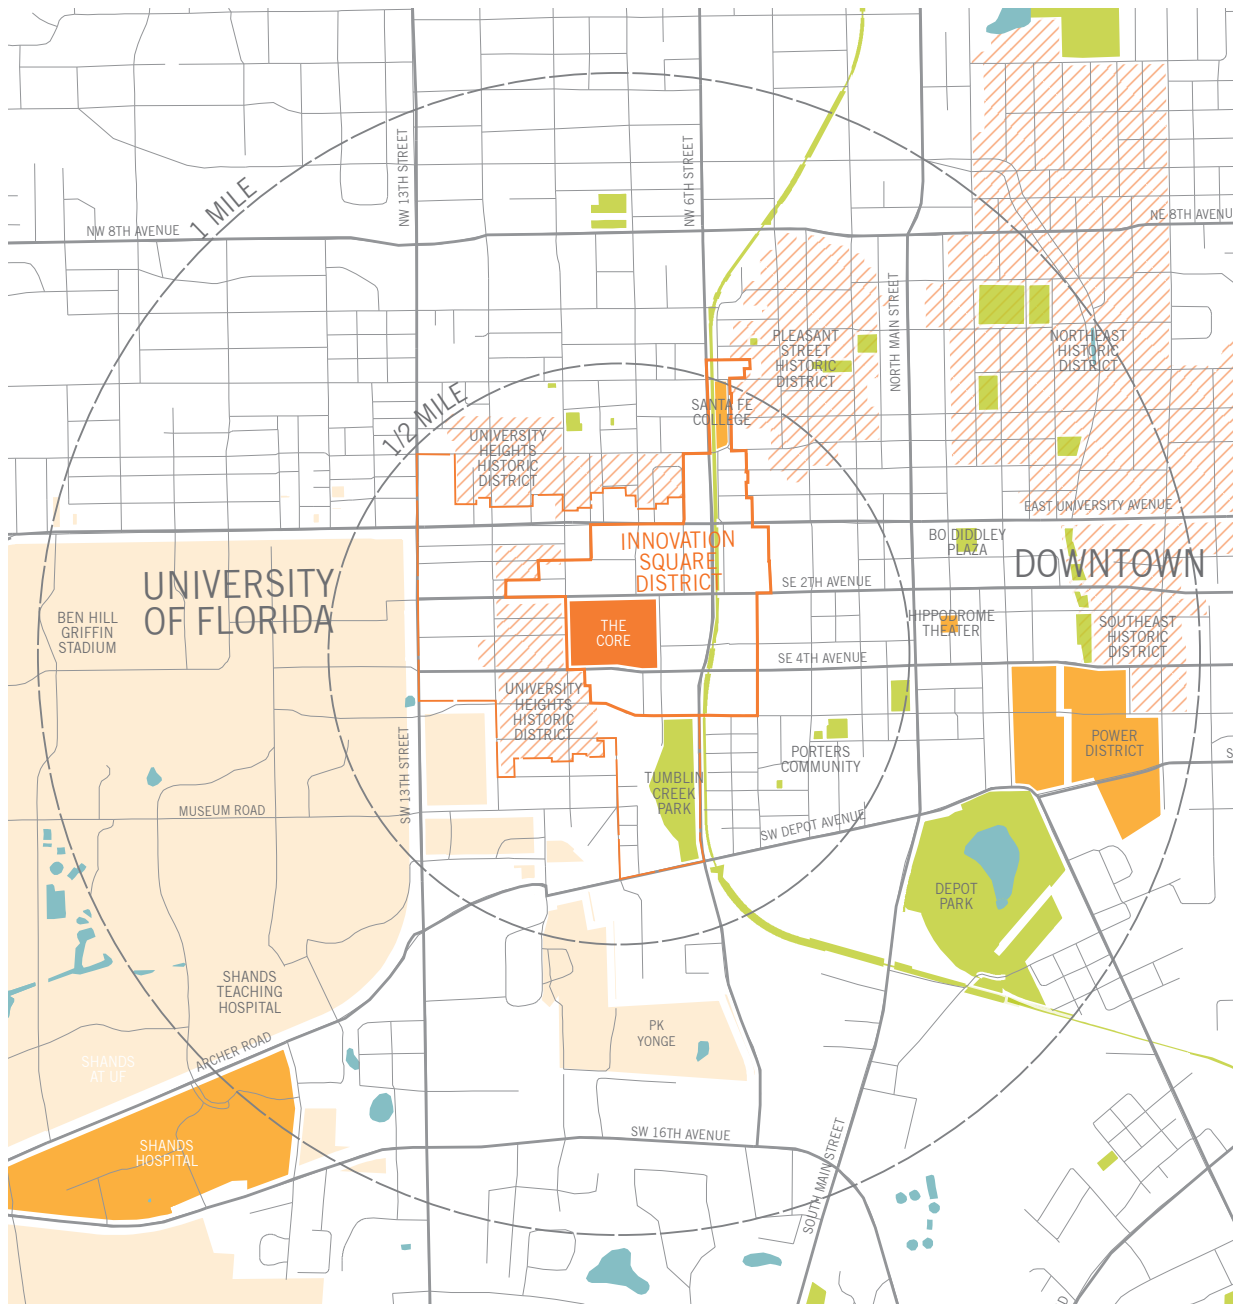 1 MILE
NW 13TH STREET
NW 6TH STREET
NW 8TH AVENUE
NE 8TH AVENU
NORTH MAIN STREET
PLEASANT
STREET
HISTORIC
DISTRICT
NORTHEAST
HISTORIC
DISTRICT
1/2 MILE
SANTA FE
COLLEGE
UNIVERSITY
HEIGHTS
HISTORIC
DISTRICT
EAST UNIVERSITY AVENUE
INNOVATION
SQUARE
DISTRICT
BO DIDDLEY
PLAZA
DOWNTOWN
UNIVERSITY
OF FLORIDA
SE 2TH AVENUE
BEN HILL
GRIFFIN
STADIUM
THE
CORE
HIPPODROME
THEATER
SOUTHEAST
HISTORIC
DISTRICT
SE 4TH AVENUE
UNIVERSITY
HEIGHTS
HISTORIC
DISTRICT
SW 13TH STREET
POWER
DISTRICT
PORTERS
COMMUNITY
S
TUMBLIN
CREEK
PARK
MUSEUM ROAD
SW DEPOT AVENUE
DEPOT
PARK
SHANDS
TEACHING
HOSPITAL
PK
YONGE
ARCHER ROAD
SHANDS
AT UF
SHANDS
HOSPITAL
SW 16TH AVENUE
SOUTH MAIN STREET
D